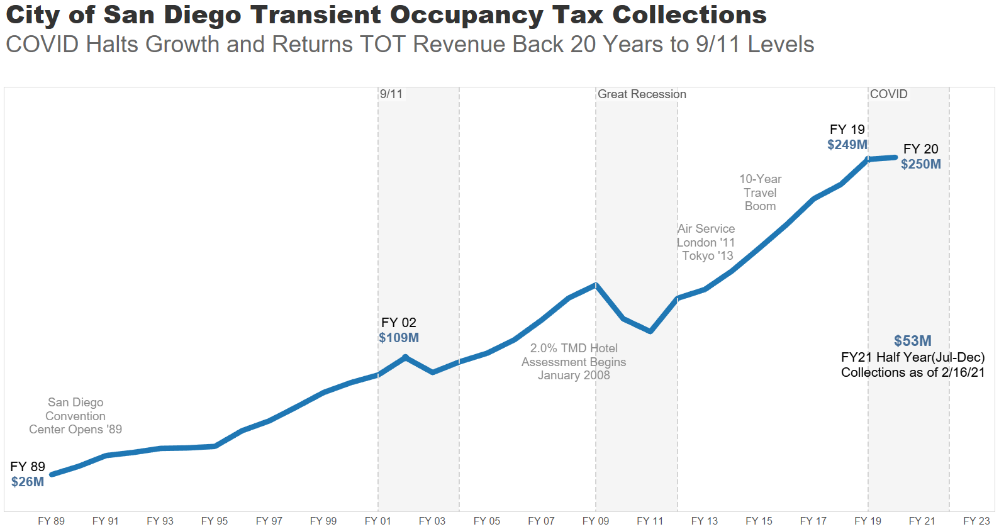 City of San Diego Transient Occupancy Tax Collections
COVID Halts Growth and Returns TOT Revenue Back 20 Years to 9/11 Levels
9/11
Great Recession
COVID
FY 19
$249M
FY 20
$250M
10-Year
Travel
Boom
Air Service
London '11
Tokyo '13
FY 02
$109M
2.0% TMD Hotel
Assessment Begins
January 2008
$53M
FY21 Half Year(Jul-Dec)
Collections as of 2/16/21
San Diego
Convention
Center Opens '89
FY 89
$26M
FY 89 FY 91 FY 93 FY 95 FY 97 FY 99 FY 01 FY 03 FY 05 FY 07 FY 09 FY 11 FY 13 FY 15 FY 17 FY 19 FY 21 FY 23